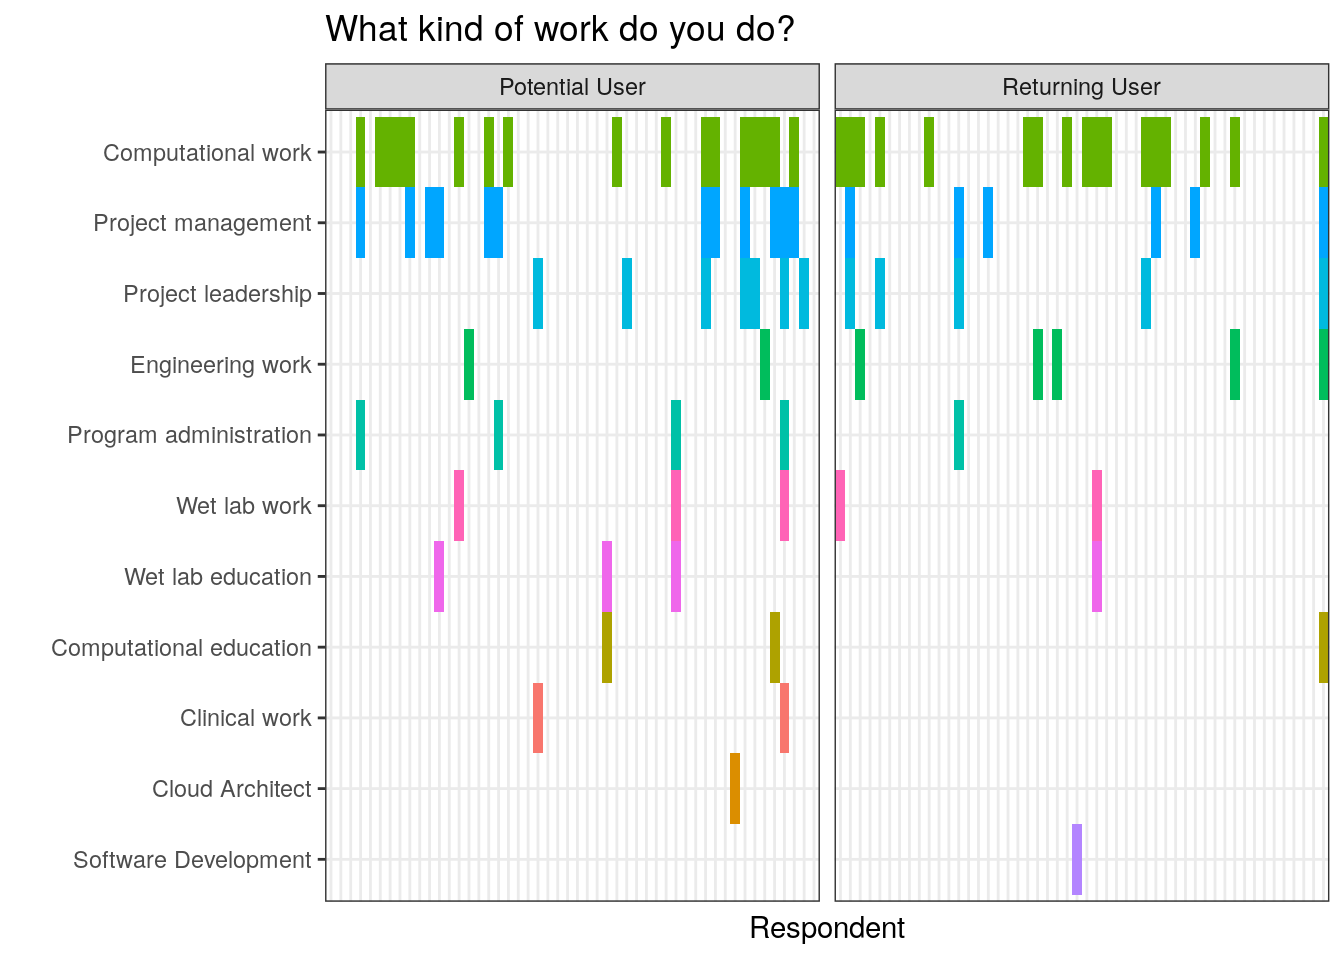 What kind of work do you do?
Potential User
Returning User
Computational work
Project management
Project leadership
Engineering work
Program administration
Wet lab work
Wet lab education
Computational education
Clinical work
Cloud Architect
Software Development
Respondent